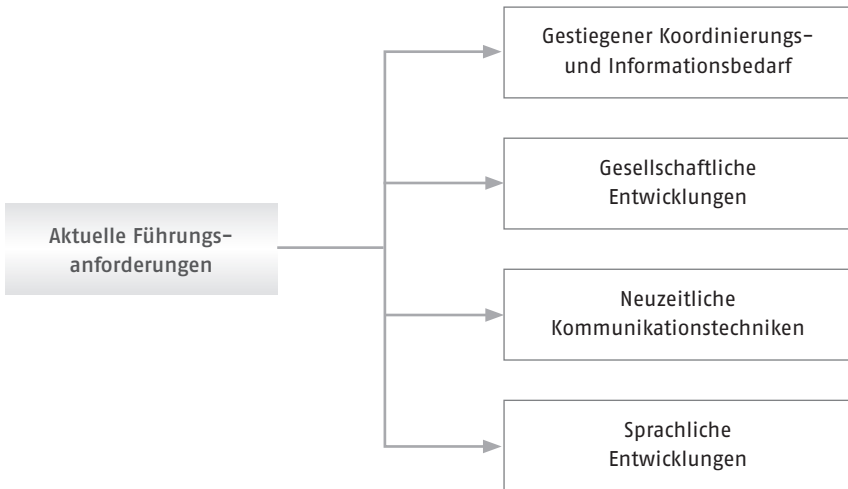 Aktuelle Führungs-
anforderungen
Gestiegener Koordinierungs-
und Informationsbedarf
Gesellschaftliche
Entwicklungen
Neuzeitliche
Kommunikationstechniken
Sprachliche
Entwicklungen